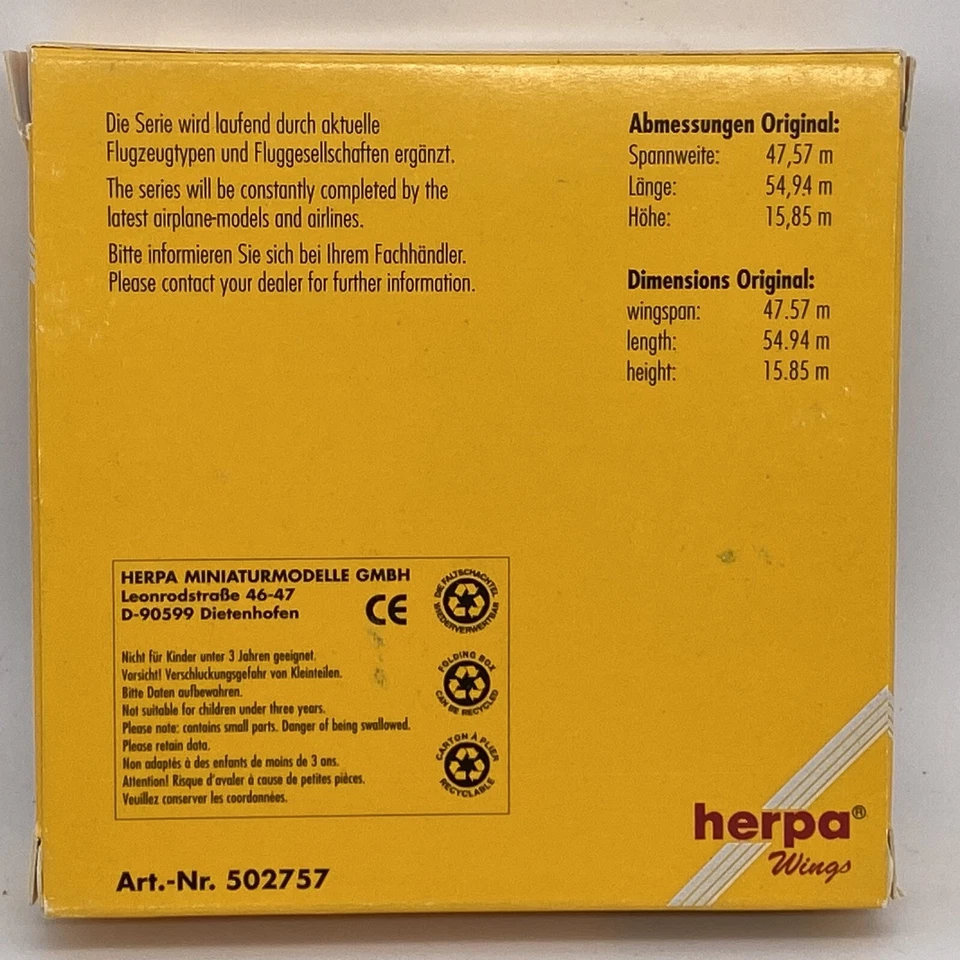 Die Serie wird laufend durch aktuelle
Flugzeugtypen und Fluggesellschaften ergänzt.
The series will be constantly completed by the
latest airplane-models and airlines.
Bitte informieren Sie sich bei Ihrem Fachhändler.
Please contact your dealer for further information.
Abmessungen Original:
Spannweite: 47,57 m
Länge: 54,94 m
Höhe: 15,85 m
Dimensions Original:
wingspan: 47.57 m
length: 54.94 m
height: 15.85 m
HERPA MINIATURMODELLE GMBH
Leonrodstraße 46-47
D-90599 Dietenhofen
CE
Nicht für Kinder unter 3 Jahren geeignet.
Vorsicht! Verschluckungsgefahr von Kleinteilen.
Bitte Daten aufbewahren.
Not suitable for children under three years.
Please note: contains small parts. Danger of being swallowed.
Please retain data.
Non adaptés à des enfants de moins de 3 ans.
Attention! Risque d'avaler à cause de petites pièces.
Veuillez conserver les coordonnées.
DIE FALTSCHACHTEL
WIEDERVERWERTBAR
FOLDING BOX
CAN BE RECYCLED
CARTON À PLIER
RECYCLABLE
Art.-Nr. 502757
herpa®
Wings